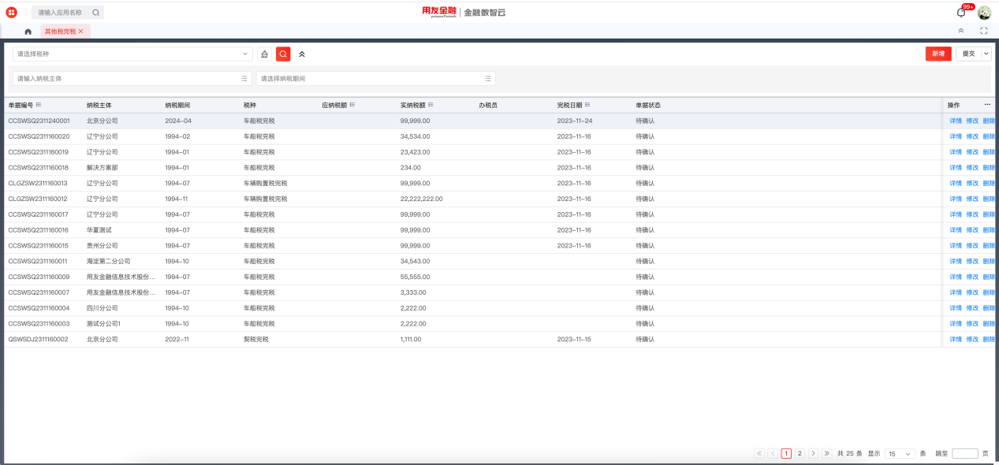 请输入应用名称
用友金融 金融数智云
99+
其他税完税
请选择税种
新增 提交
请输入纳税主体 请选择纳税期间
单据编号 纳税主体 纳税期间 税种 应纳税额 实纳税额 办税员 完税日期 单据状态 操作
CCSWSQ2311240001 北京分公司 2024-04 车船税完税 99,999.00 2023-11-24 待确认 详情 修改 删除
CCSWSQ2311160020 辽宁分公司 1994-02 车船税完税 34,534.00 2023-11-16 待确认 详情 修改 删除
CCSWSQ2311160019 辽宁分公司 1994-01 车船税完税 23,423.00 2023-11-16 待确认 详情 修改 删除
CCSWSQ2311160018 解决方案部 1994-01 车船税完税 234.00 2023-11-16 待确认 详情 修改 删除
CLGZSW2311160013 辽宁分公司 1994-07 车辆购置税完税 99,999.00 2023-11-16 待确认 详情 修改 删除
CLGZSW2311160012 辽宁分公司 1994-11 车辆购置税完税 22,222,222.00 2023-11-16 待确认 详情 修改 删除
CCSWSQ2311160017 辽宁分公司 1994-07 车船税完税 99,999.00 2023-11-16 待确认 详情 修改 删除
CCSWSQ2311160016 华夏测试 1994-07 车船税完税 99,999.00 2023-11-16 待确认 详情 修改 删除
CCSWSQ2311160015 贵州分公司 1994-07 车船税完税 99,999.00 2023-11-16 待确认 详情 修改 删除
CCSWSQ2311160011 海淀第二分公司 1994-10 车船税完税 34,543.00 待确认 详情 修改 删除
CCSWSQ2311160009 用友金融信息技术股份... 1994-07 车船税完税 55,555.00 待确认 详情 修改 删除
CCSWSQ2311160007 用友金融信息技术股份... 1994-07 车船税完税 3,333.00 待确认 详情 修改 删除
CCSWSQ2311160004 四川分公司 1994-10 车船税完税 2,222.00 待确认 详情 修改 删除
CCSWSQ2311160003 测试分公司1 1994-10 车船税完税 2,222.00 待确认 详情 修改 删除
QSWSDJ2311160002 北京分公司 2022-11 契税完税 1,111.00 2023-11-15 待确认 详情 修改 删除
1 2 共 25 条 显示 15 条 跳至 页